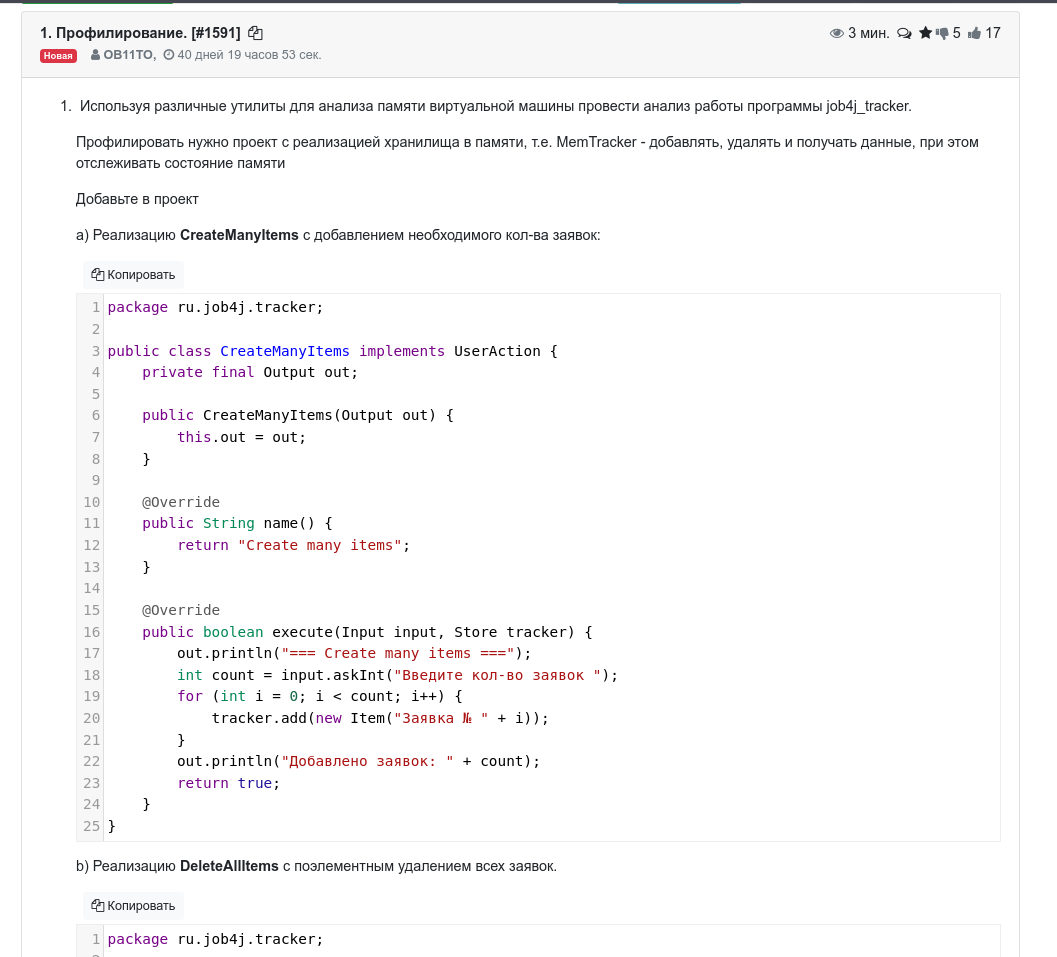 1. Профилирование. [#1591]
3 мин. 5 17
Новая OB11TO, 40 дней 19 часов 53 сек.
1. Используя различные утилиты для анализа памяти виртуальной машины провести анализ работы программы job4j_tracker.
Профилировать нужно проект с реализацией хранилища в памяти, т.е. MemTracker - добавлять, удалять и получать данные, при этом
отслеживать состояние памяти
Добавьте в проект
a) Реализацию CreateManyItems с добавлением необходимого кол-ва заявок:
Копировать
1 package ru.job4j.tracker;
2
3 public class CreateManyItems implements UserAction {
4     private final Output out;
5
6     public CreateManyItems(Output out) {
7         this.out = out;
8     }
9
10     @Override
11     public String name() {
12         return "Create many items";
13     }
14
15     @Override
16     public boolean execute(Input input, Store tracker) {
17         out.println("=== Create many items ===");
18         int count = input.askInt("Введите кол-во заявок ");
19         for (int i = 0; i < count; i++) {
20             tracker.add(new Item("Заявка № " + i));
21         }
22         out.println("Добавлено заявок: " + count);
23         return true;
24     }
25 }
b) Реализацию DeleteAllItems с поэлементным удалением всех заявок.
Копировать
1 package ru.job4j.tracker;